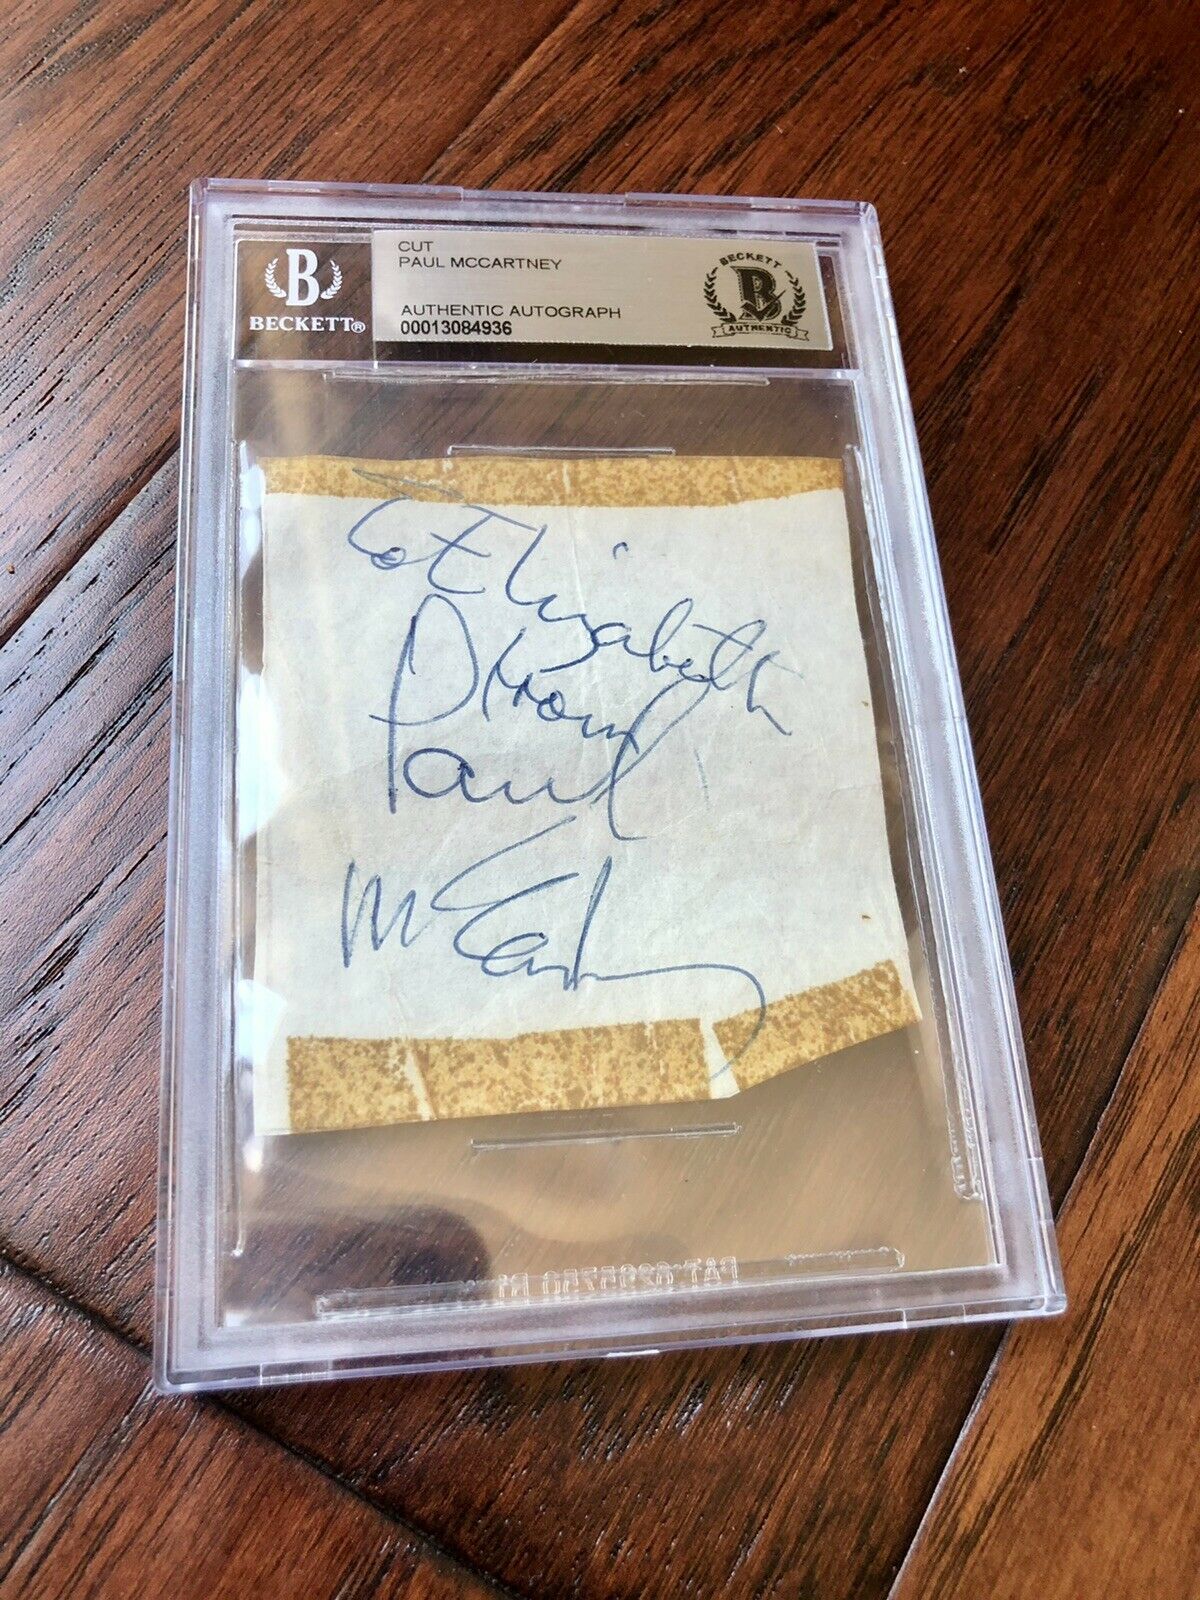 B
BECKETT®
CUT
PAUL MCCARTNEY
AUTHENTIC AUTOGRAPH
00013084936
BECKETT
B
AUTHENTIC
To Elizabeth
from
Paul
McCartney